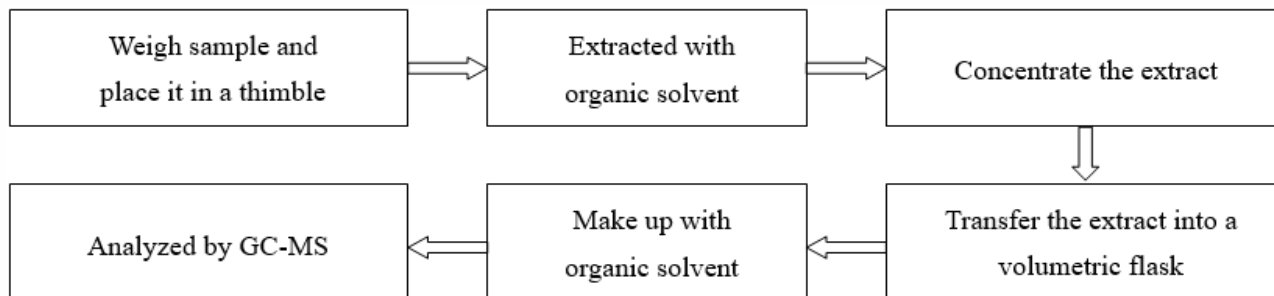 Weigh sample and
place it in a thimble
Extracted with
organic solvent
Concentrate the extract
Transfer the extract into a
volumetric flask
Make up with
organic solvent
Analyzed by GC-MS